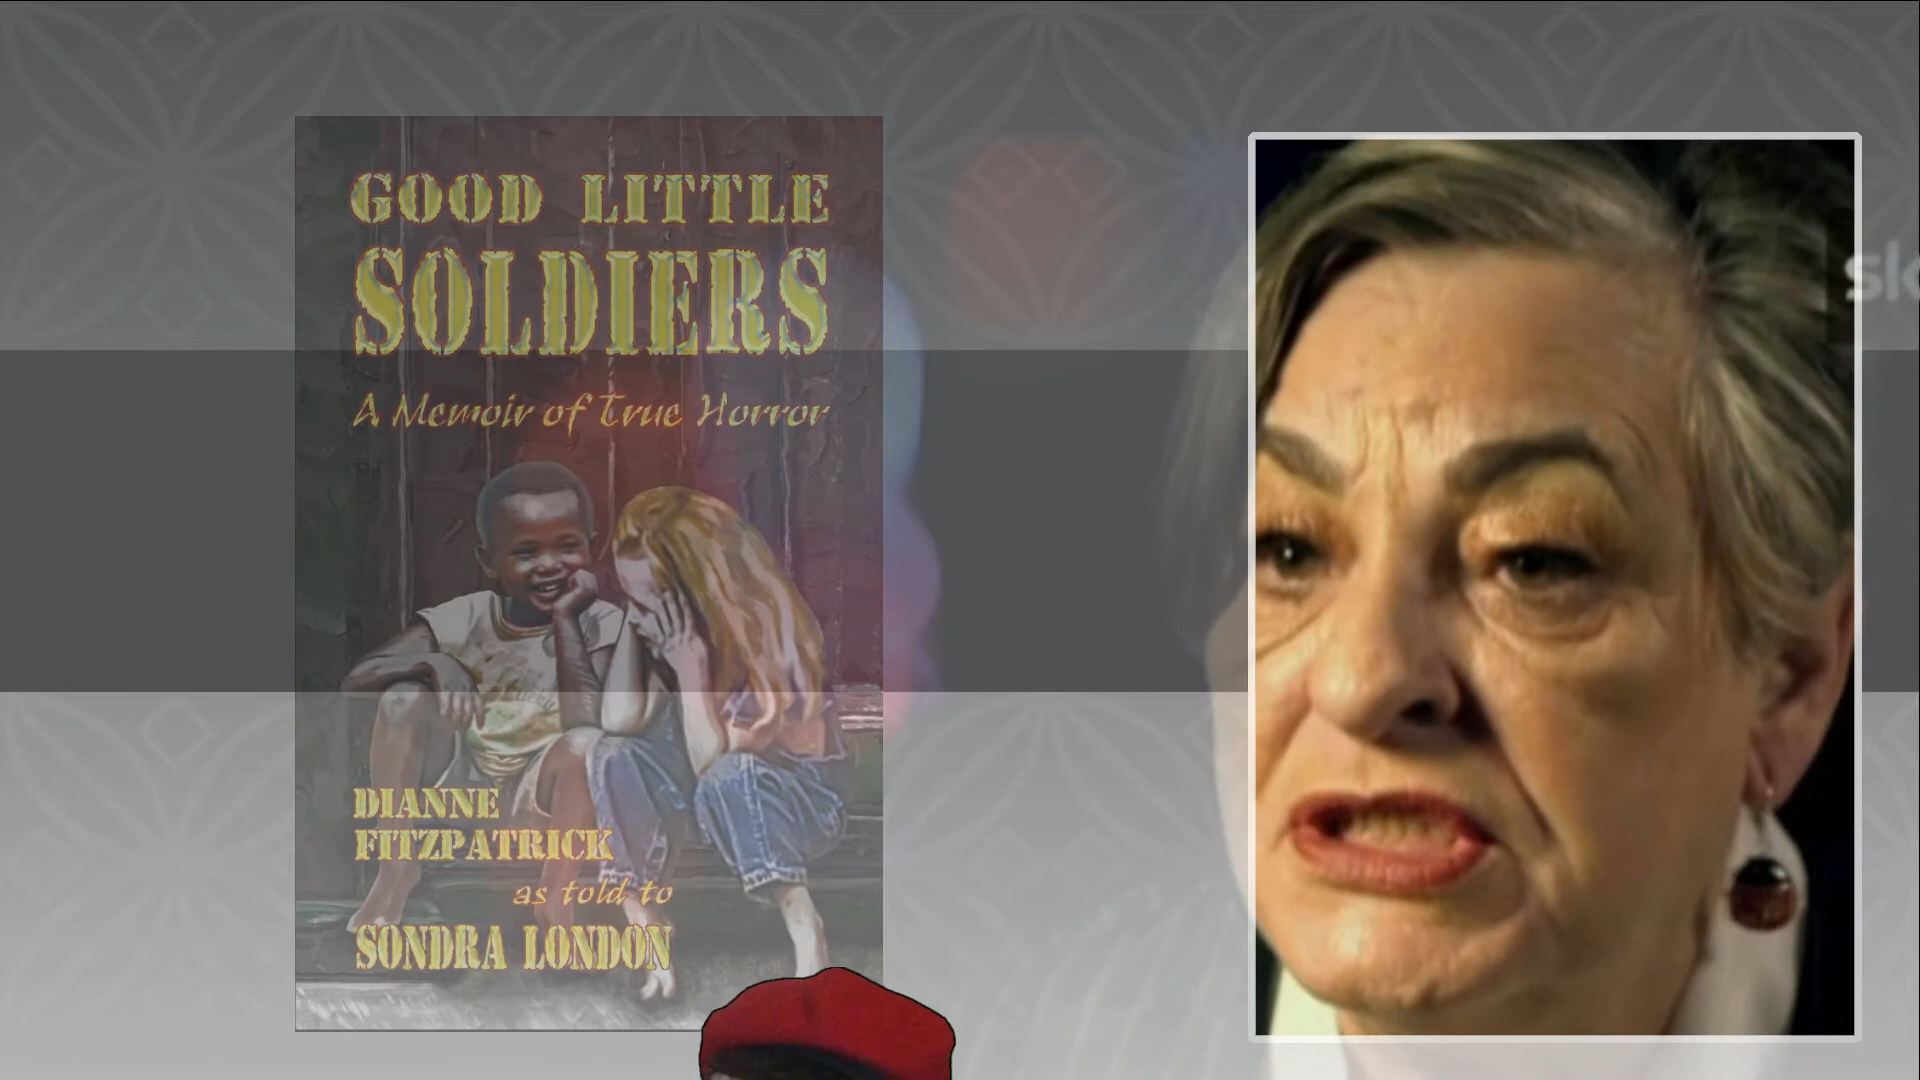 GOOD LITTLE
SOLDIERS
A Memoir of True Horror
DIANNE
FITZPATRICK
as told to
SONDRA LONDON